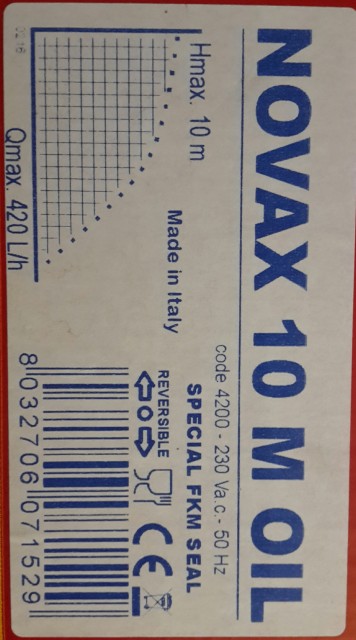 NOVAX 10 M OIL
code 4200 - 230 Va.c.- 50 Hz
Hmax. 10 m
Made in Italy
SPECIAL FKM SEAL
REVERSIBLE
CE
Qmax. 420 L/h
8 032706 071529